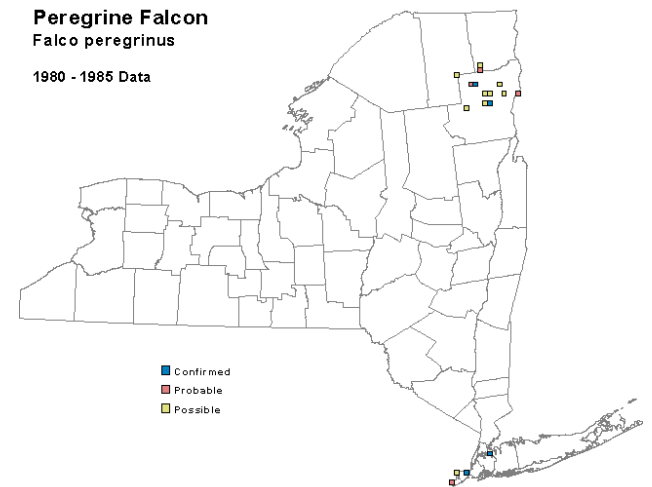 Peregrine Falcon
Falco peregrinus
1980 - 1985 Data
Confirmed
Probable
Possible